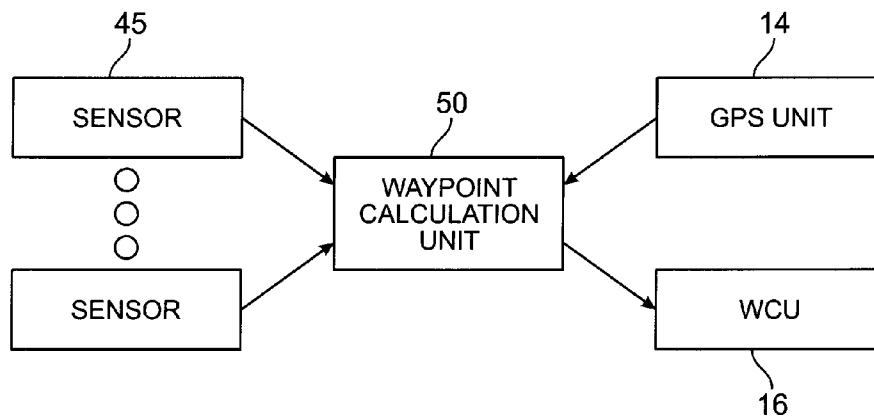 45
14
SENSOR
GPS UNIT
50
WAYPOINT
CALCULATION
UNIT
SENSOR
WCU
16